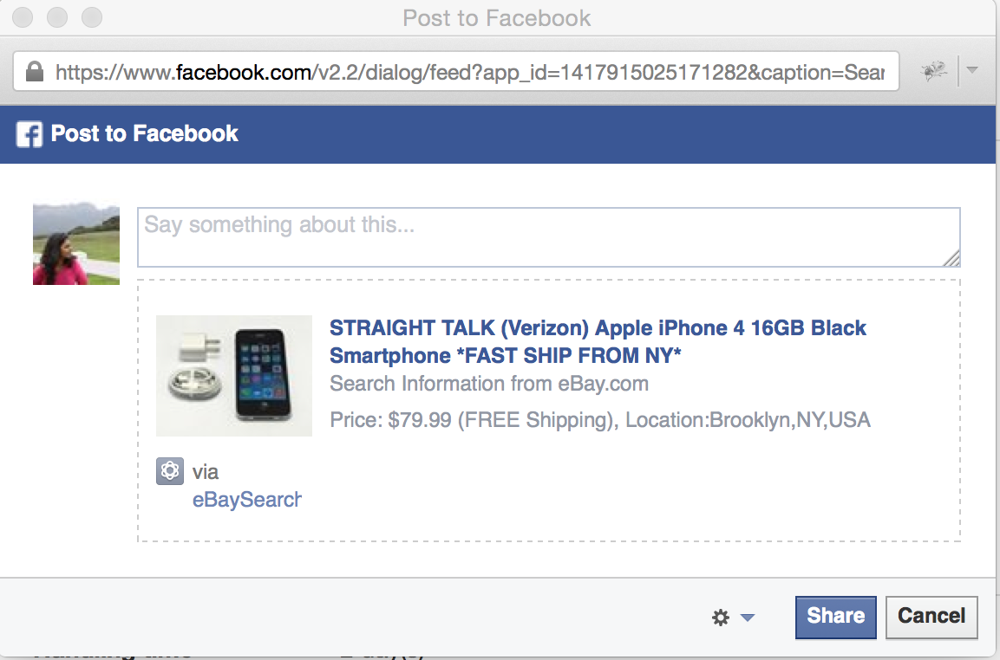 Post to Facebook
https://www.facebook.com/v2.2/dialog/feed?app_id=1417915025171282&caption=Sear
Post to Facebook
Say something about this...
STRAIGHT TALK (Verizon) Apple iPhone 4 16GB Black
Smartphone *FAST SHIP FROM NY*
Search Information from eBay.com
Price: $79.99 (FREE Shipping), Location:Brooklyn,NY,USA
via
eBaySearch
Share
Cancel